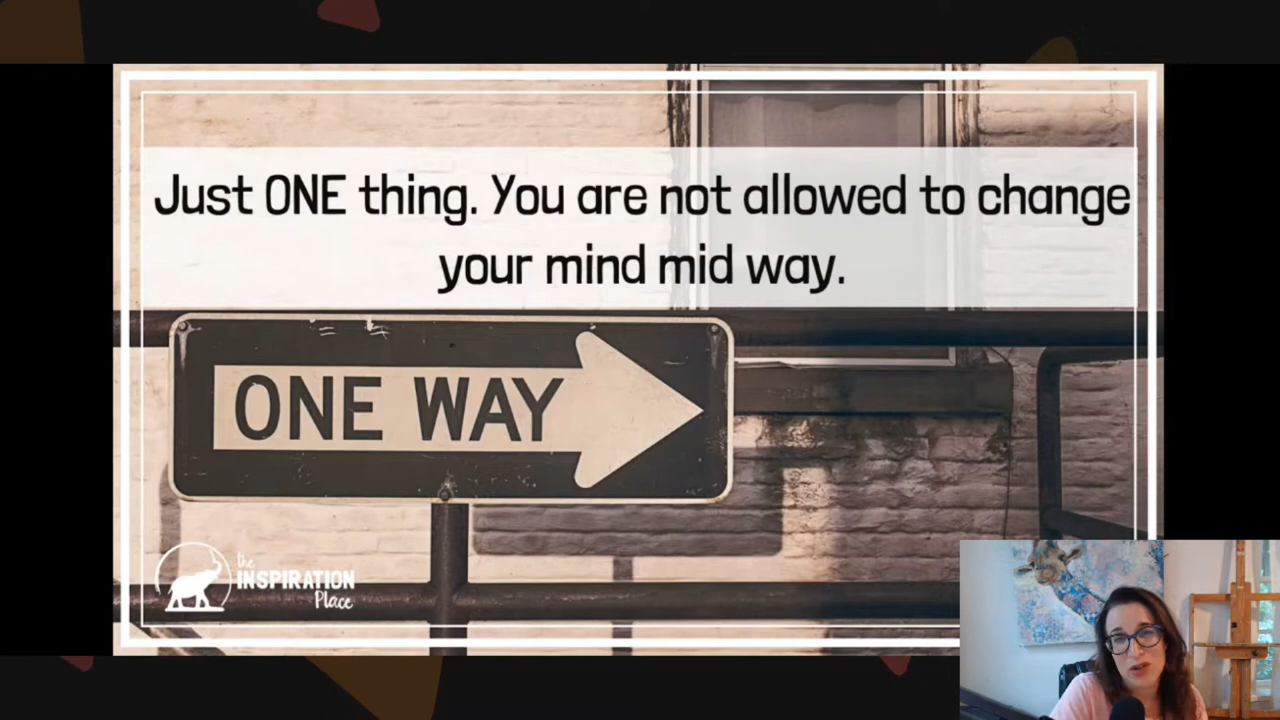 Just ONE thing. You are not allowed to change
your mind mid way.
ONE WAY
the
INSPIRATION
Place